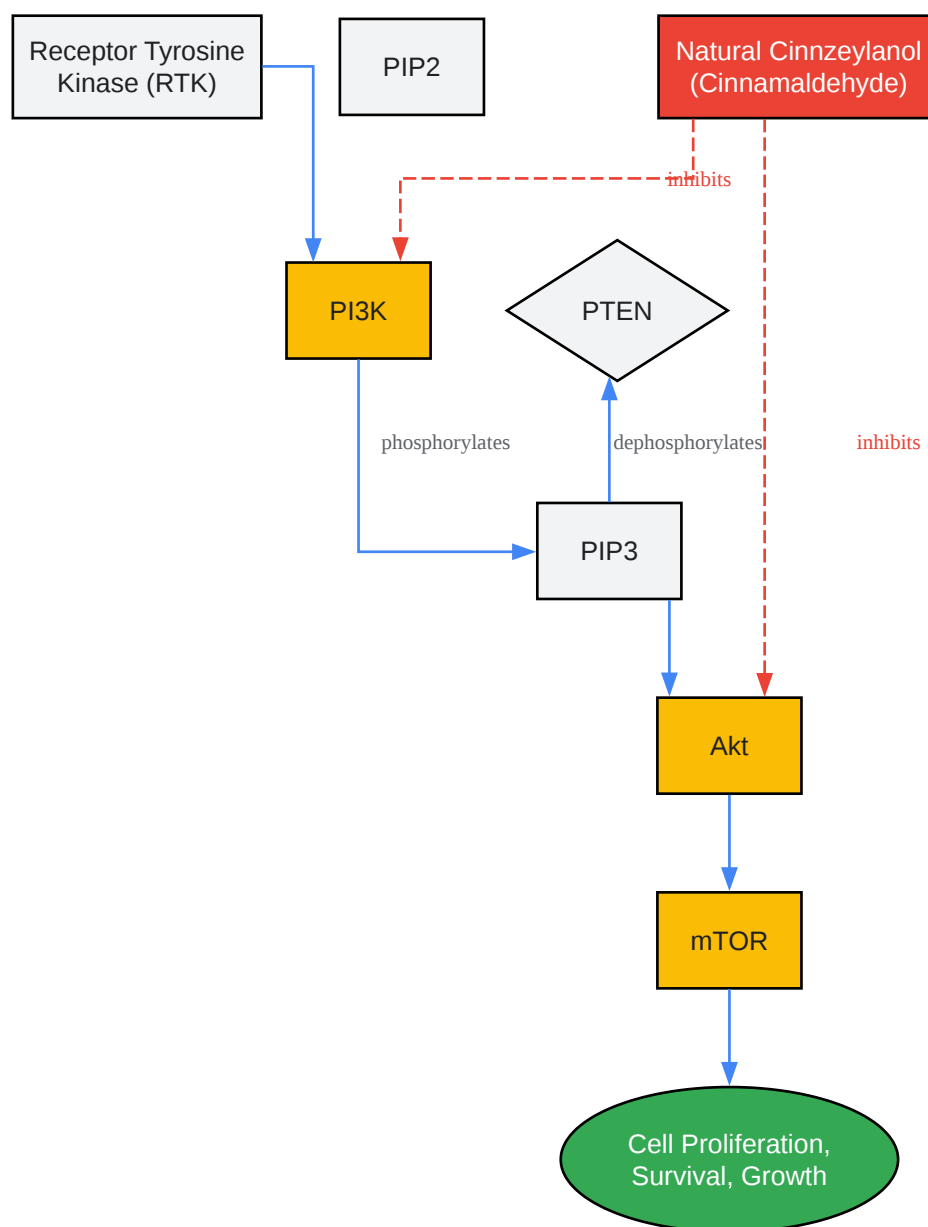 Receptor Tyrosine
Kinase (RTK)
PIP2
Natural Cinnzeylanol
(Cinnamaldehyde)
inhibits
PI3K
PTEN
phosphorylates
dephosphorylates
inhibits
PIP3
Akt
mTOR
Cell Proliferation,
Survival, Growth